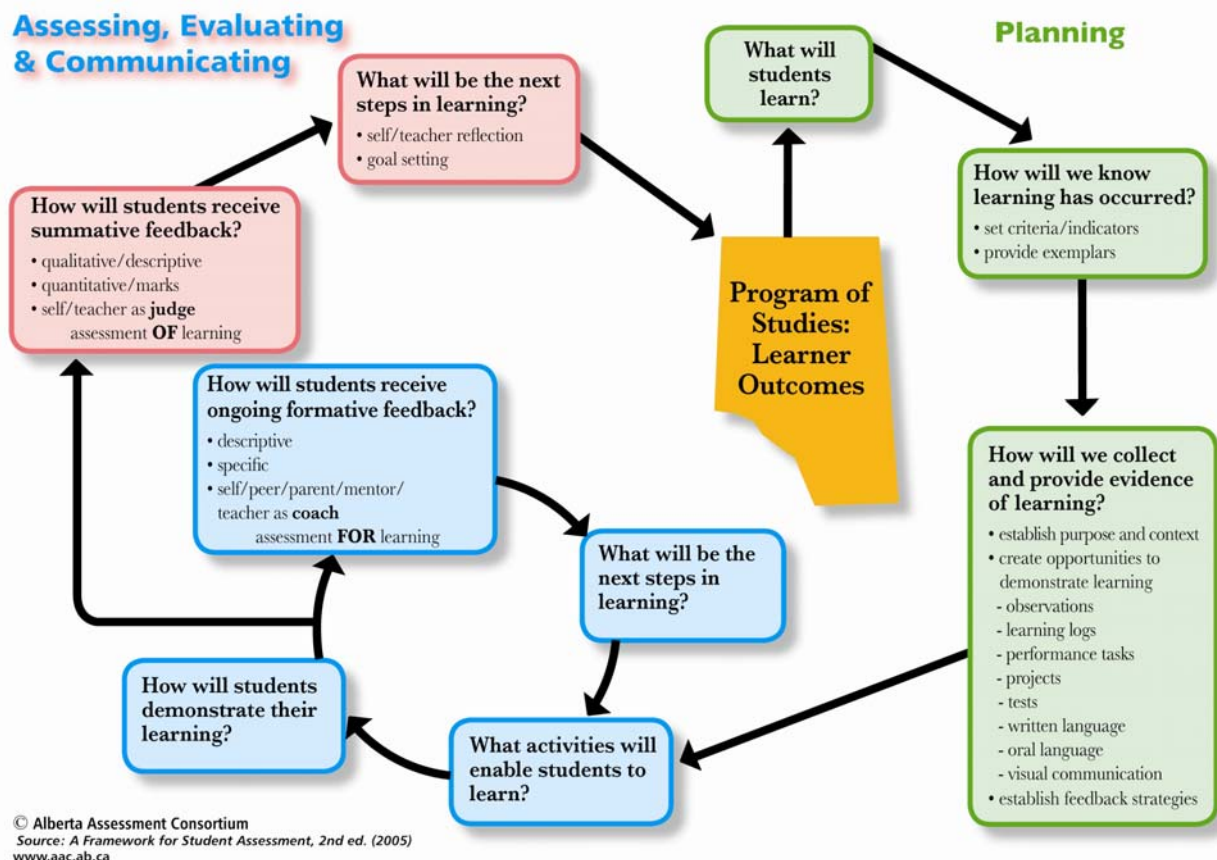 Assessing, Evaluating
& Communicating
Planning
What will be the next
steps in learning?
• self/teacher reflection
• goal setting
What will
students
learn?
How will we know
learning has occurred?
• set criteria/indicators
• provide exemplars
How will students receive
summative feedback?
• qualitative/descriptive
• quantitative/marks
• self/teacher as judge
assessment OF learning
Program of
Studies:
Learner
Outcomes
How will students receive
ongoing formative feedback?
• descriptive
• specific
• self/peer/parent/mentor/
teacher as coach
assessment FOR learning
How will we collect
and provide evidence
of learning?
• establish purpose and context
• create opportunities to
demonstrate learning
- observations
- learning logs
- performance tasks
- projects
- tests
- written language
- oral language
- visual communication
• establish feedback strategies
What will be the
next steps in
learning?
How will students
demonstrate their
learning?
What activities will
enable students to
learn?
© Alberta Assessment Consortium
Source: A Framework for Student Assessment, 2nd ed. (2005)
www.aac.ab.ca